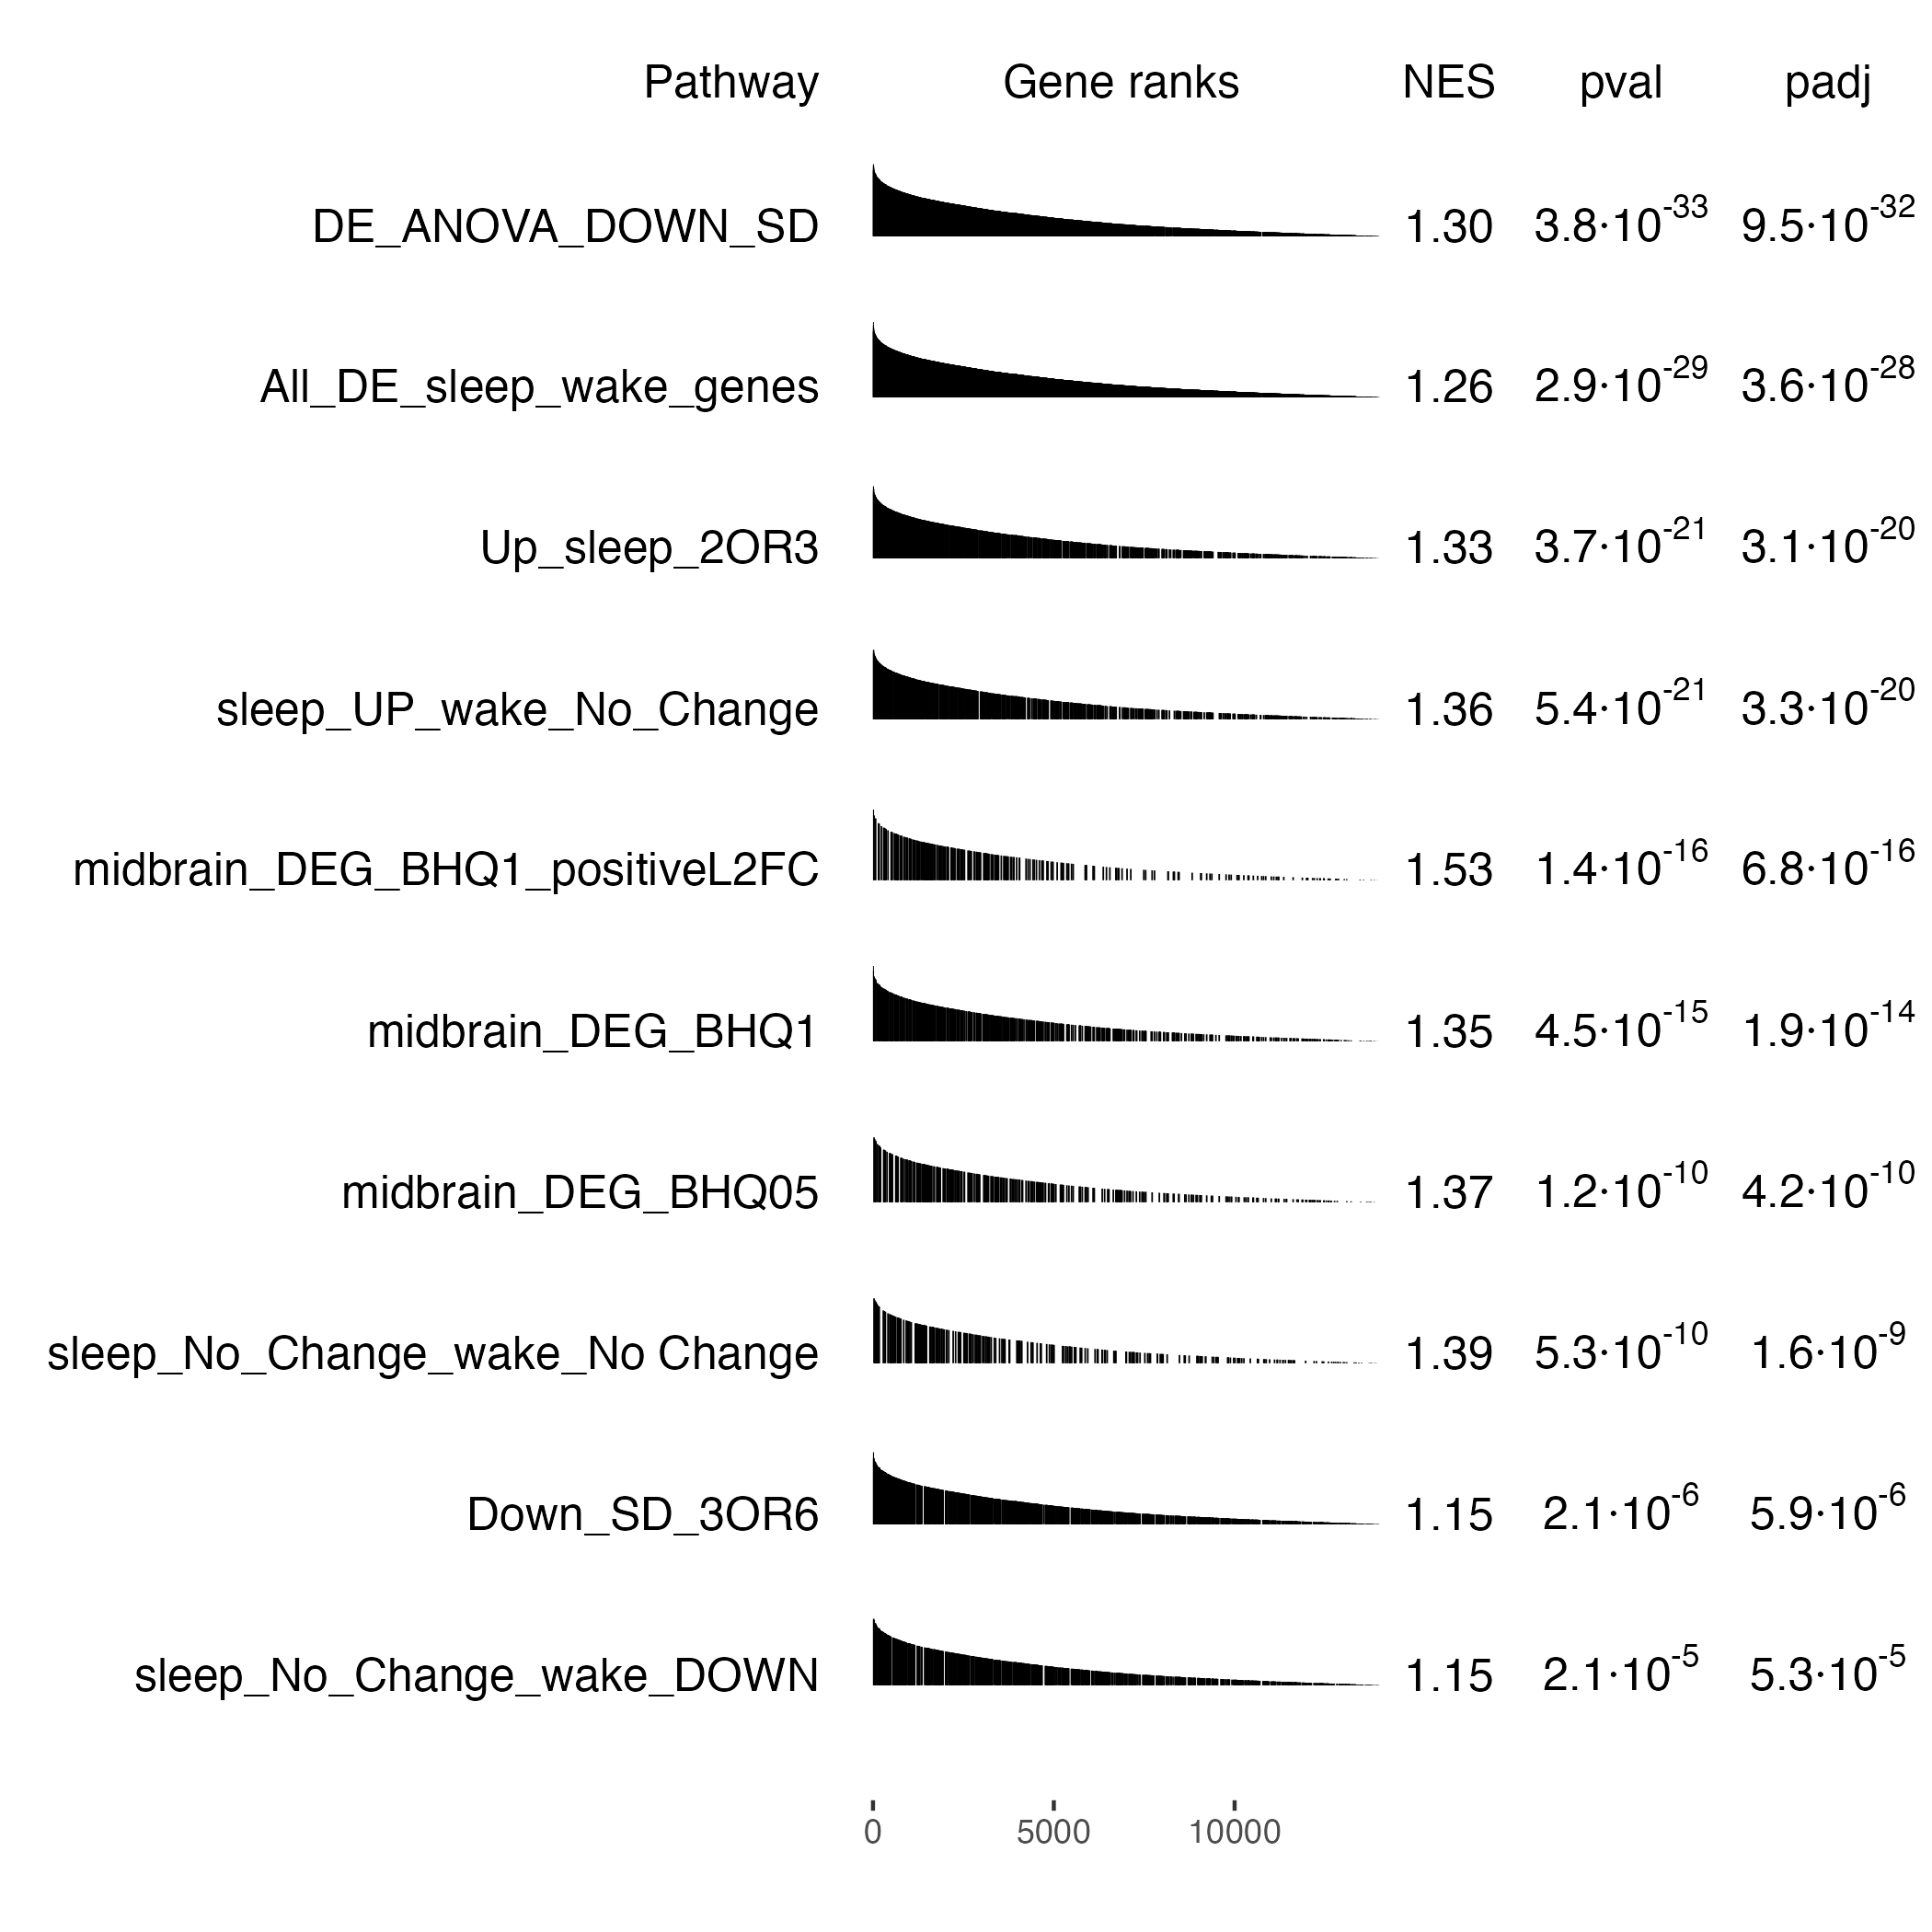 Pathway Gene ranks NES pval padj
DE_ANOVA_DOWN_SD 1.30 3.8·10^-33 9.5·10^-32
All_DE_sleep_wake_genes 1.26 2.9·10^-29 3.6·10^-28
Up_sleep_2OR3 1.33 3.7·10^-21 3.1·10^-20
sleep_UP_wake_No_Change 1.36 5.4·10^-21 3.3·10^-20
midbrain_DEG_BHQ1_positiveL2FC 1.53 1.4·10^-16 6.8·10^-16
midbrain_DEG_BHQ1 1.35 4.5·10^-15 1.9·10^-14
midbrain_DEG_BHQ05 1.37 1.2·10^-10 4.2·10^-10
sleep_No_Change_wake_No Change 1.39 5.3·10^-10 1.6·10^-9
Down_SD_3OR6 1.15 2.1·10^-6 5.9·10^-6
sleep_No_Change_wake_DOWN 1.15 2.1·10^-5 5.3·10^-5
0 5000 10000